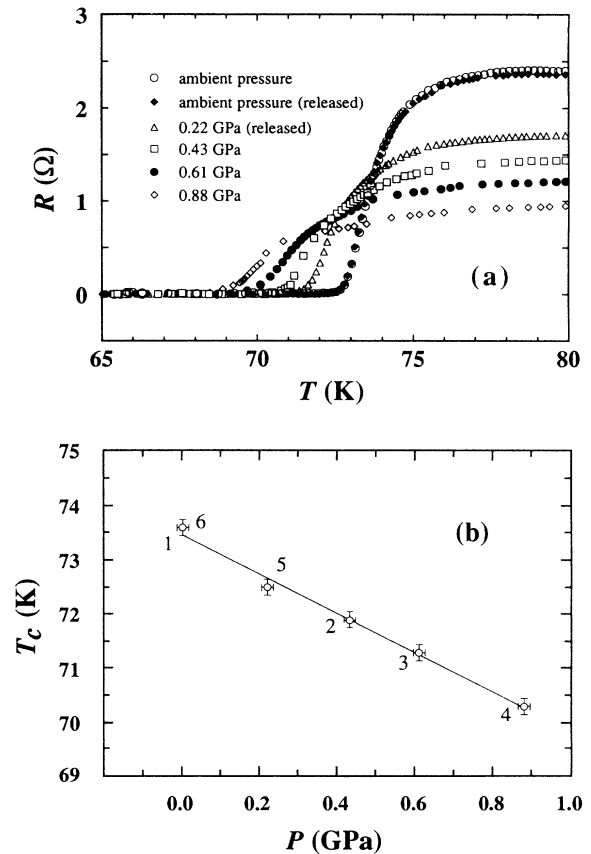 3
2
1
0
R (Ω)
ambient pressure
ambient pressure (released)
0.22 GPa (released)
0.43 GPa
0.61 GPa
0.88 GPa
(a)
65 70 75 80
T (K)
75
74
73
72
71
70
69
T_c (K)
(b)
6
1
5
2
3
4
0.0 0.2 0.4 0.6 0.8 1.0
P (GPa)